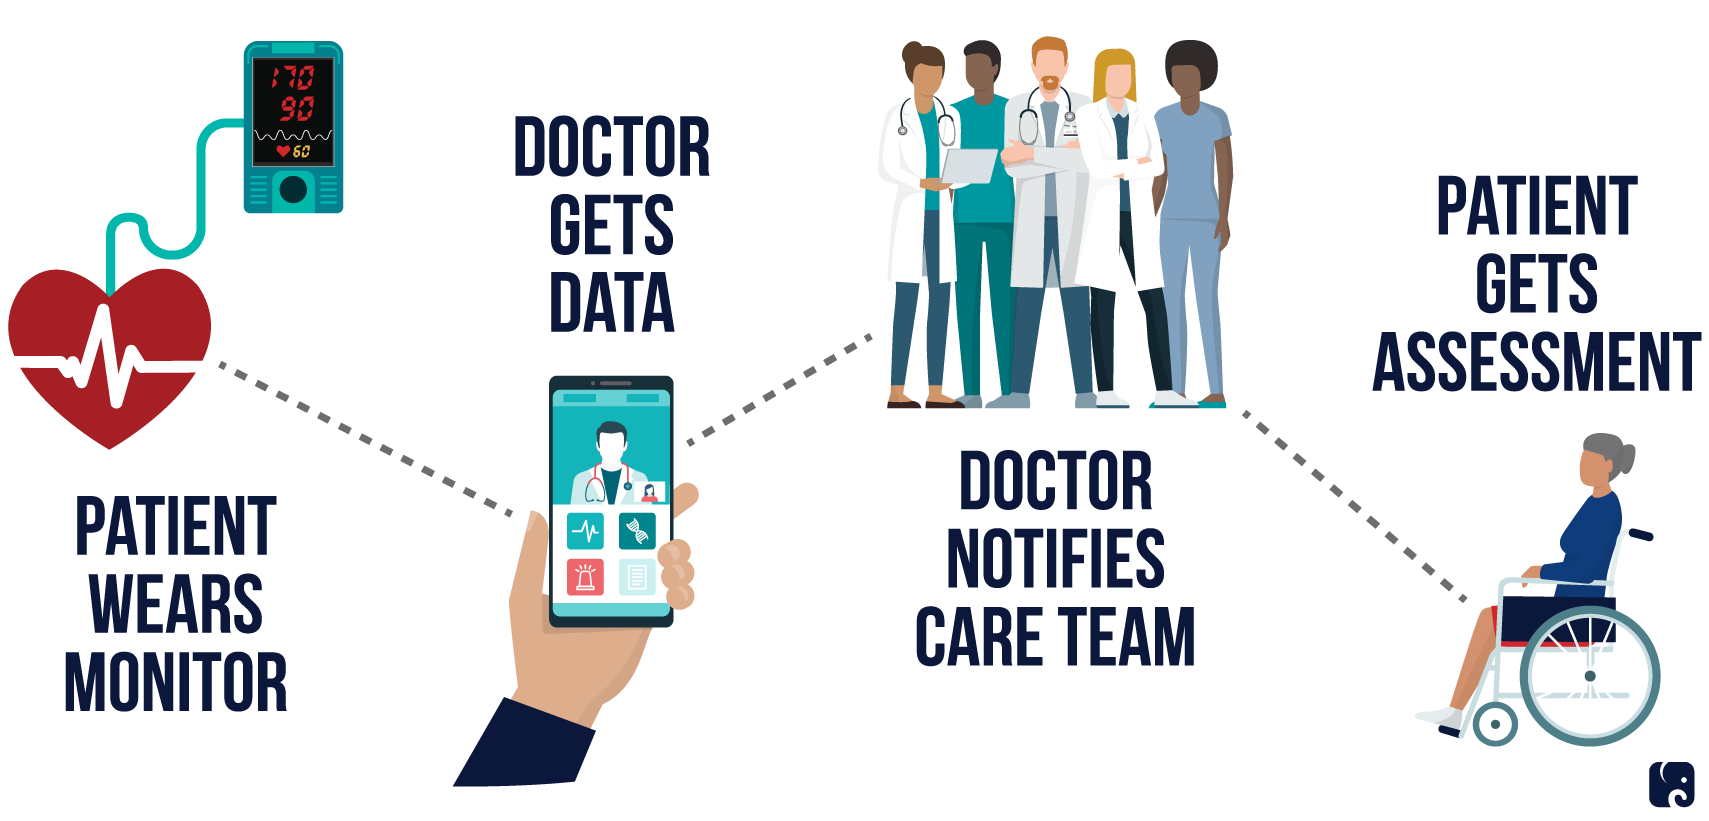 170
90
60
PATIENT
WEARS
MONITOR
DOCTOR
GETS
DATA
DOCTOR
NOTIFIES
CARE TEAM
PATIENT
GETS
ASSESSMENT